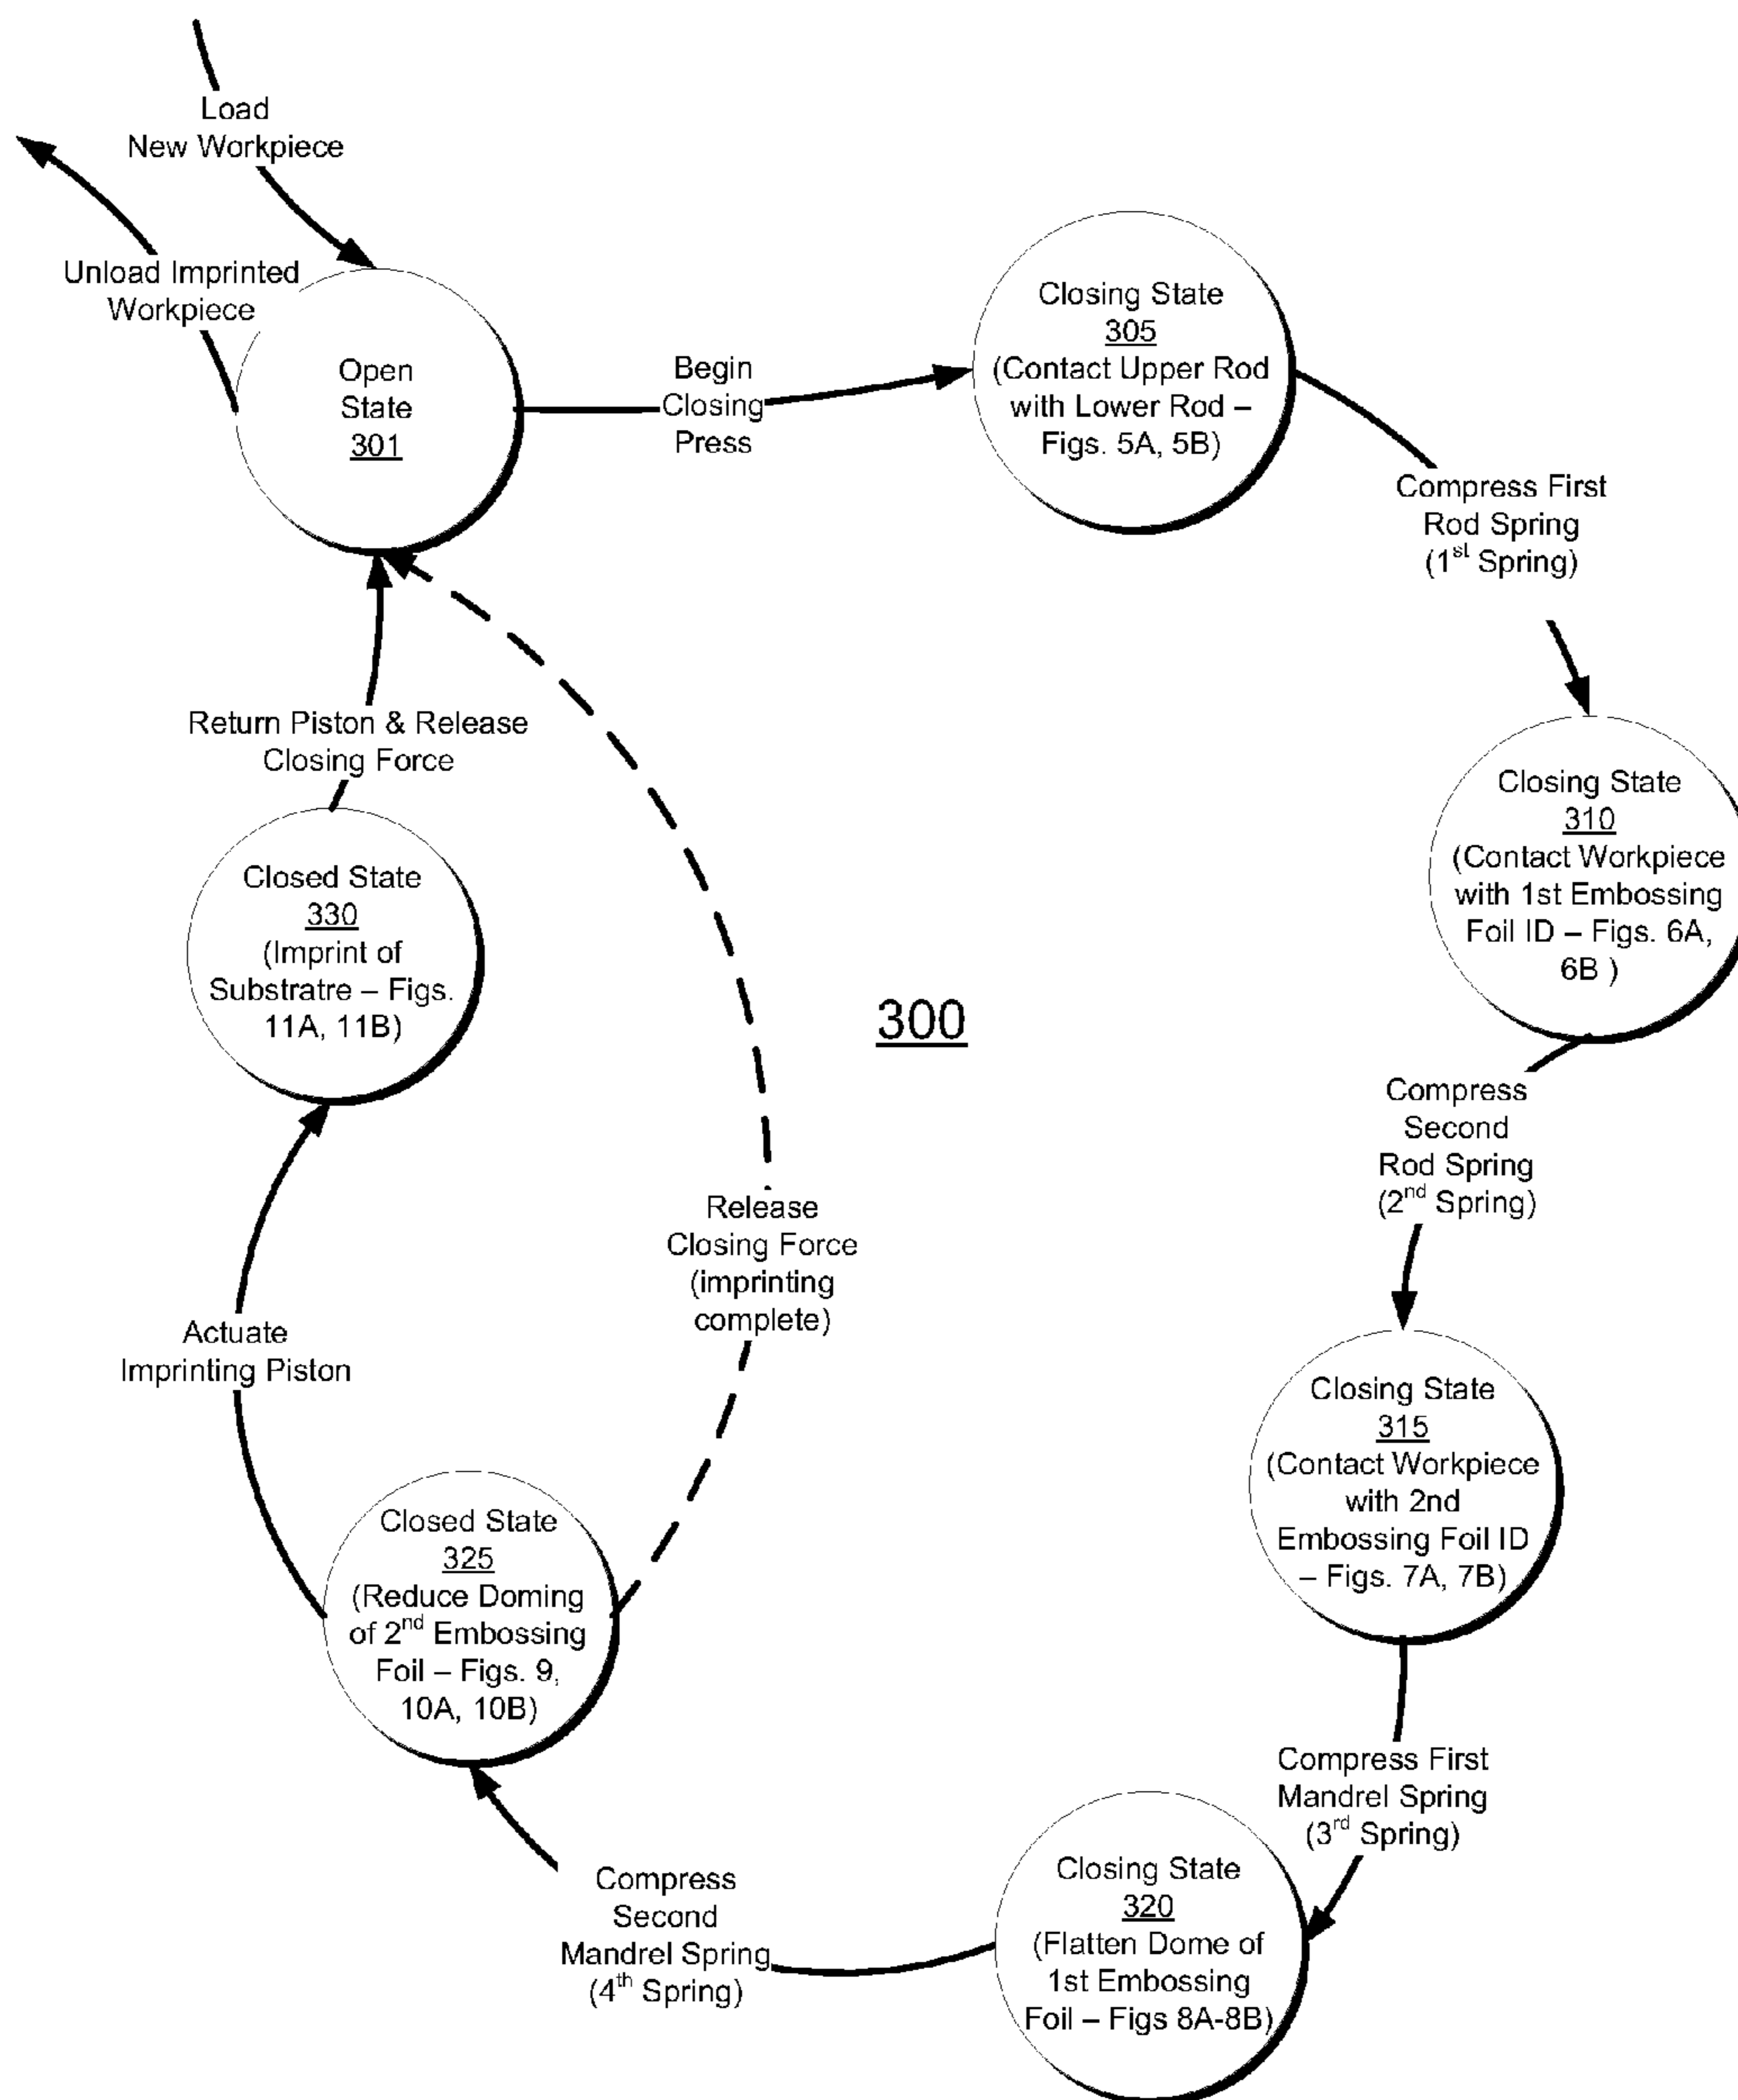 Load
New Workpiece
Unload Imprinted
Workpiece
Open
State
301
Begin
Closing
Press
Closing State
305
(Contact Upper Rod
with Lower Rod –
Figs. 5A, 5B)
Compress First
Rod Spring
(1st Spring)
Closing State
310
(Contact Workpiece
with 1st Embossing
Foil ID – Figs. 6A,
6B )
Compress
Second
Rod Spring
(2nd Spring)
Closing State
315
(Contact Workpiece
with 2nd
Embossing Foil ID
– Figs. 7A, 7B)
Compress First
Mandrel Spring
(3rd Spring)
Closing State
320
(Flatten Dome of
1st Embossing
Foil – Figs 8A-8B)
Compress
Second
Mandrel Spring
(4th Spring)
Closed State
325
(Reduce Doming
of 2nd Embossing
Foil – Figs. 9,
10A, 10B)
Release
Closing Force
(imprinting
complete)
Actuate
Imprinting Piston
Closed State
330
(Imprint of
Substratre – Figs.
11A, 11B)
Return Piston & Release
Closing Force
300